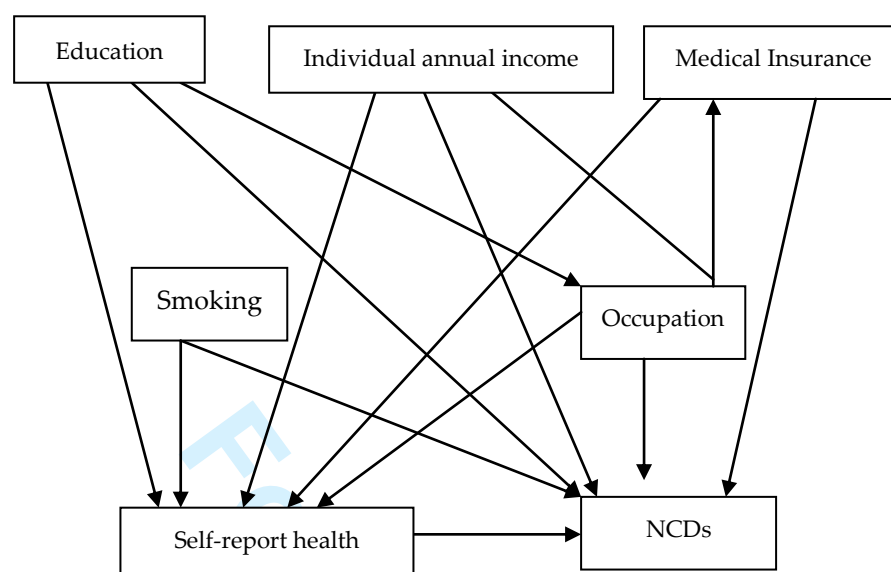 Education
Individual annual income
Medical Insurance
Smoking
Occupation
Self-report health
NCDs